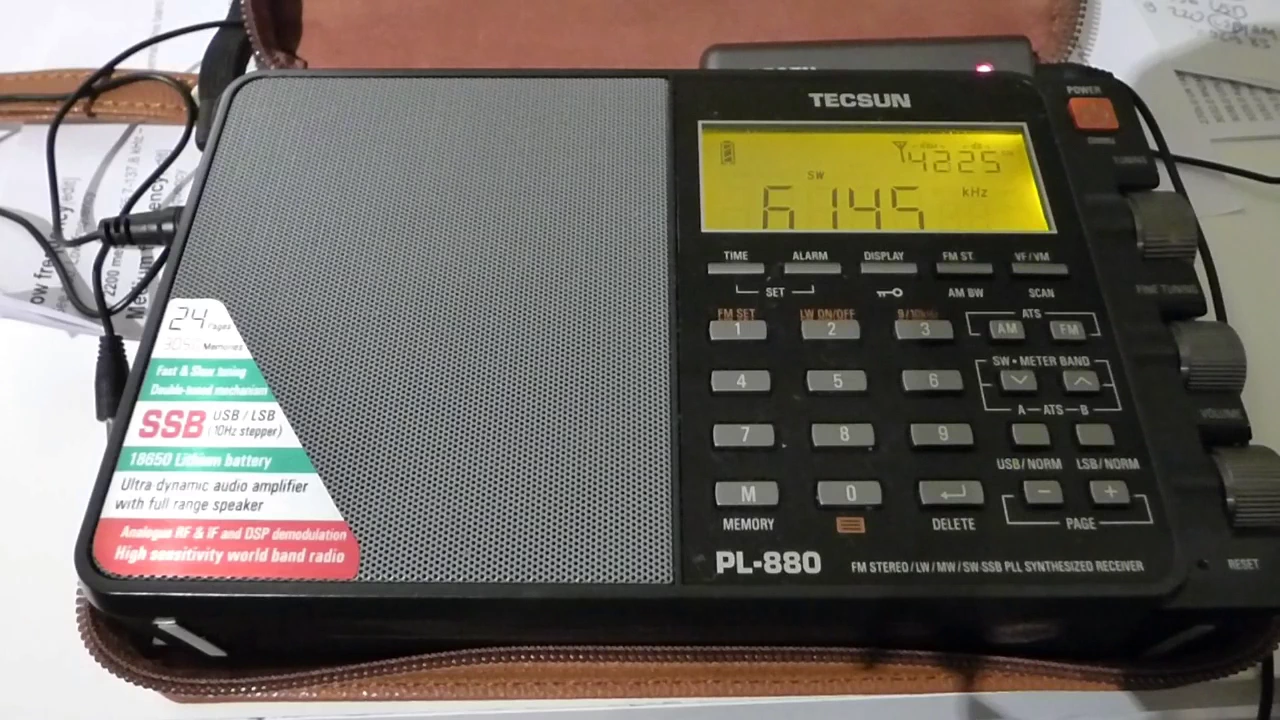 TECSUN
POWER
SW
4225
6145
kHz
TIME
ALARM
DISPLAY
FM ST.
VF/VM
SET
AM BW
SCAN
FM SET
LW ON/OFF
ATS
1
2
3
AM
FM
SW•METER BAND
4
5
6
A—ATS—B
7
8
9
USB/NORM
LSB/NORM
M
0
−
+
MEMORY
DELETE
PAGE
PL-880
FM STEREO/LW/MW/SW-SSB PLL SYNTHESIZED RECEIVER
TUNING
FINE TUNING
VOLUME
RESET
24 Pages
Memories
Fast & Slow tuning
Double-tuned mechanism
SSB
USB / LSB
(10Hz stepper)
18650 Lithium battery
Ultra dynamic audio amplifier
with full range speaker
Analogue RF & IF and DSP demodulation
High sensitivity world band radio